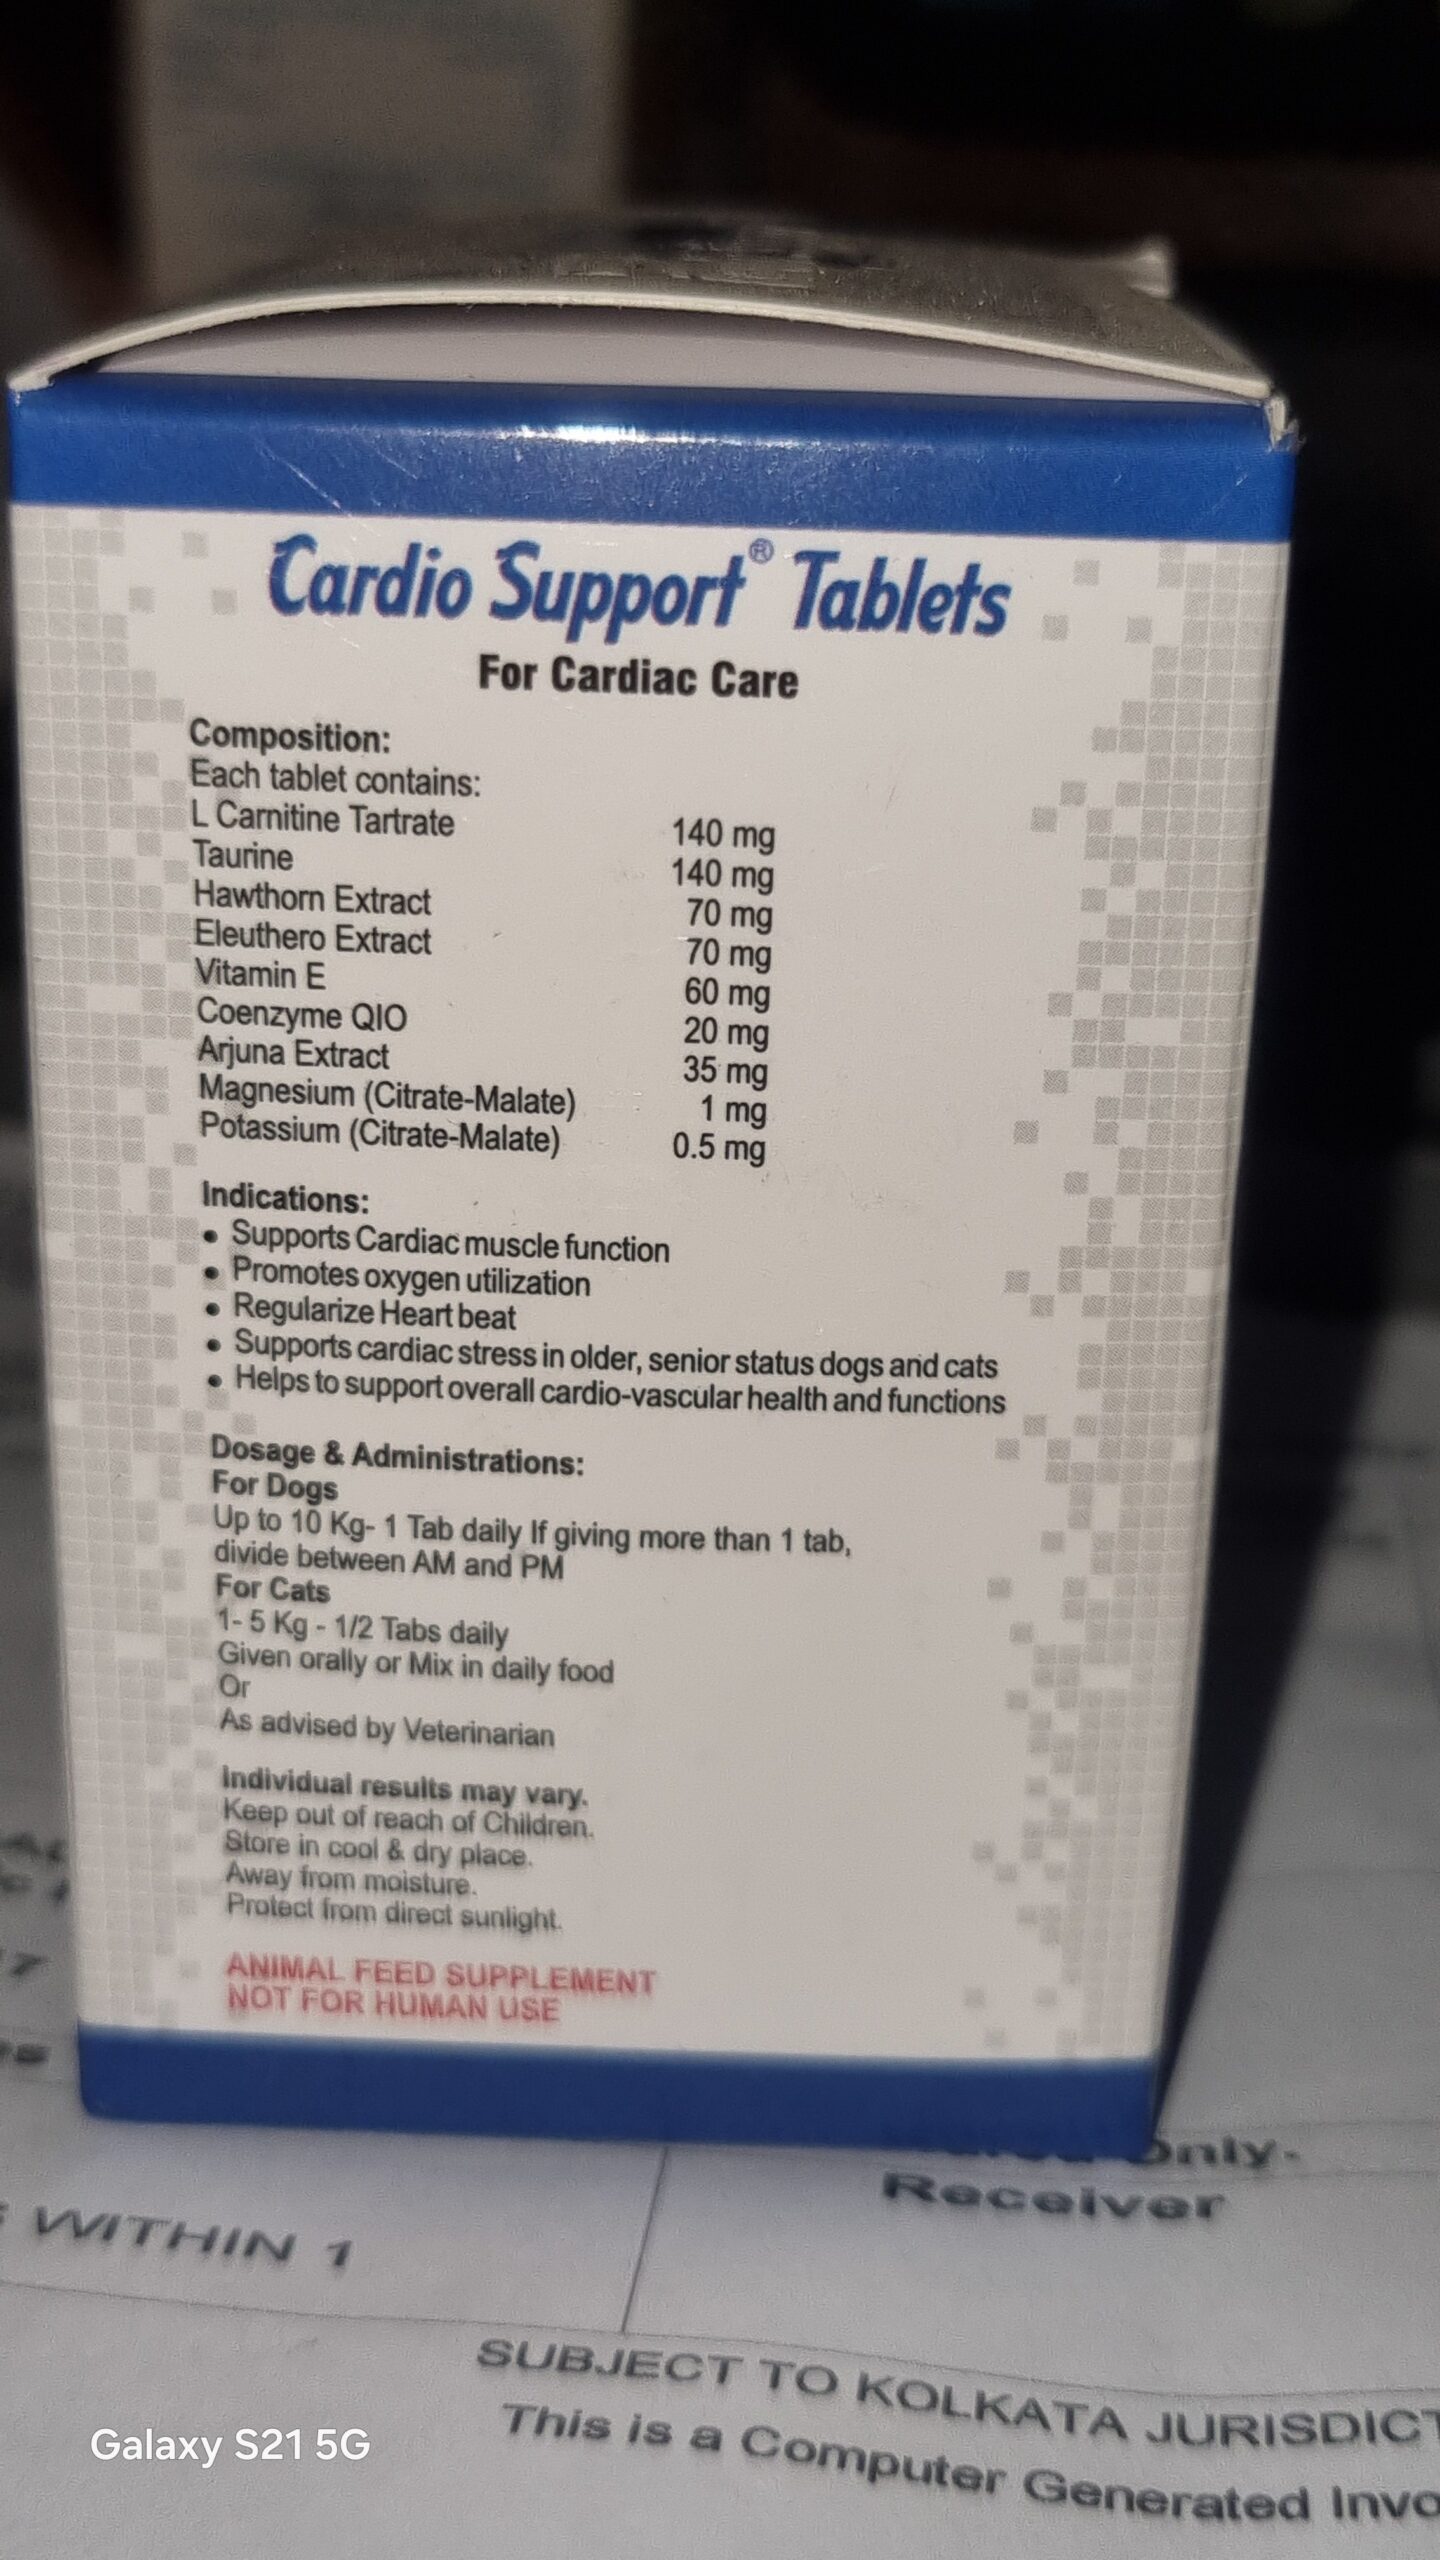 Cardio Support® Tablets
For Cardiac Care
Composition:
Each tablet contains:
L Carnitine Tartrate 140 mg
Taurine 140 mg
Hawthorn Extract 70 mg
Eleuthero Extract 70 mg
Vitamin E 60 mg
Coenzyme QIO 20 mg
Arjuna Extract 35 mg
Magnesium (Citrate-Malate) 1 mg
Potassium (Citrate-Malate) 0.5 mg
Indications:
• Supports Cardiac muscle function
• Promotes oxygen utilization
• Regularize Heart beat
• Supports cardiac stress in older, senior status dogs and cats
• Helps to support overall cardio-vascular health and functions
Dosage & Administrations:
For Dogs
Up to 10 Kg- 1 Tab daily If giving more than 1 tab,
divide between AM and PM
For Cats
1- 5 Kg - 1/2 Tabs daily
Given orally or Mix in daily food
Or
As advised by Veterinarian
Individual results may vary.
Keep out of reach of Children.
Store in cool & dry place.
Away from moisture.
Protect from direct sunlight.
ANIMAL FEED SUPPLEMENT
NOT FOR HUMAN USE
Only-
Receiver
WITHIN 1
SUBJECT TO KOLKATA JURISDICT
This is a Computer Generated Invo
Galaxy S21 5G